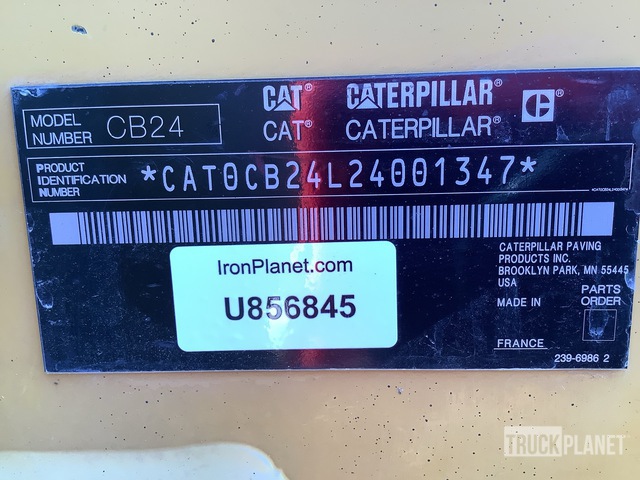 MODEL
NUMBER
CB24
CAT® CATERPILLAR®
CAT® CATERPILLAR®
C®
PRODUCT
IDENTIFICATION
NUMBER
*CAT0CB24L24001347*
IronPlanet.com
U856845
CATERPILLAR PAVING
PRODUCTS INC.
BROOKLYN PARK, MN 55445
USA
MADE IN
FRANCE
PARTS
ORDER
239-6986 2
TRUCKPLANET